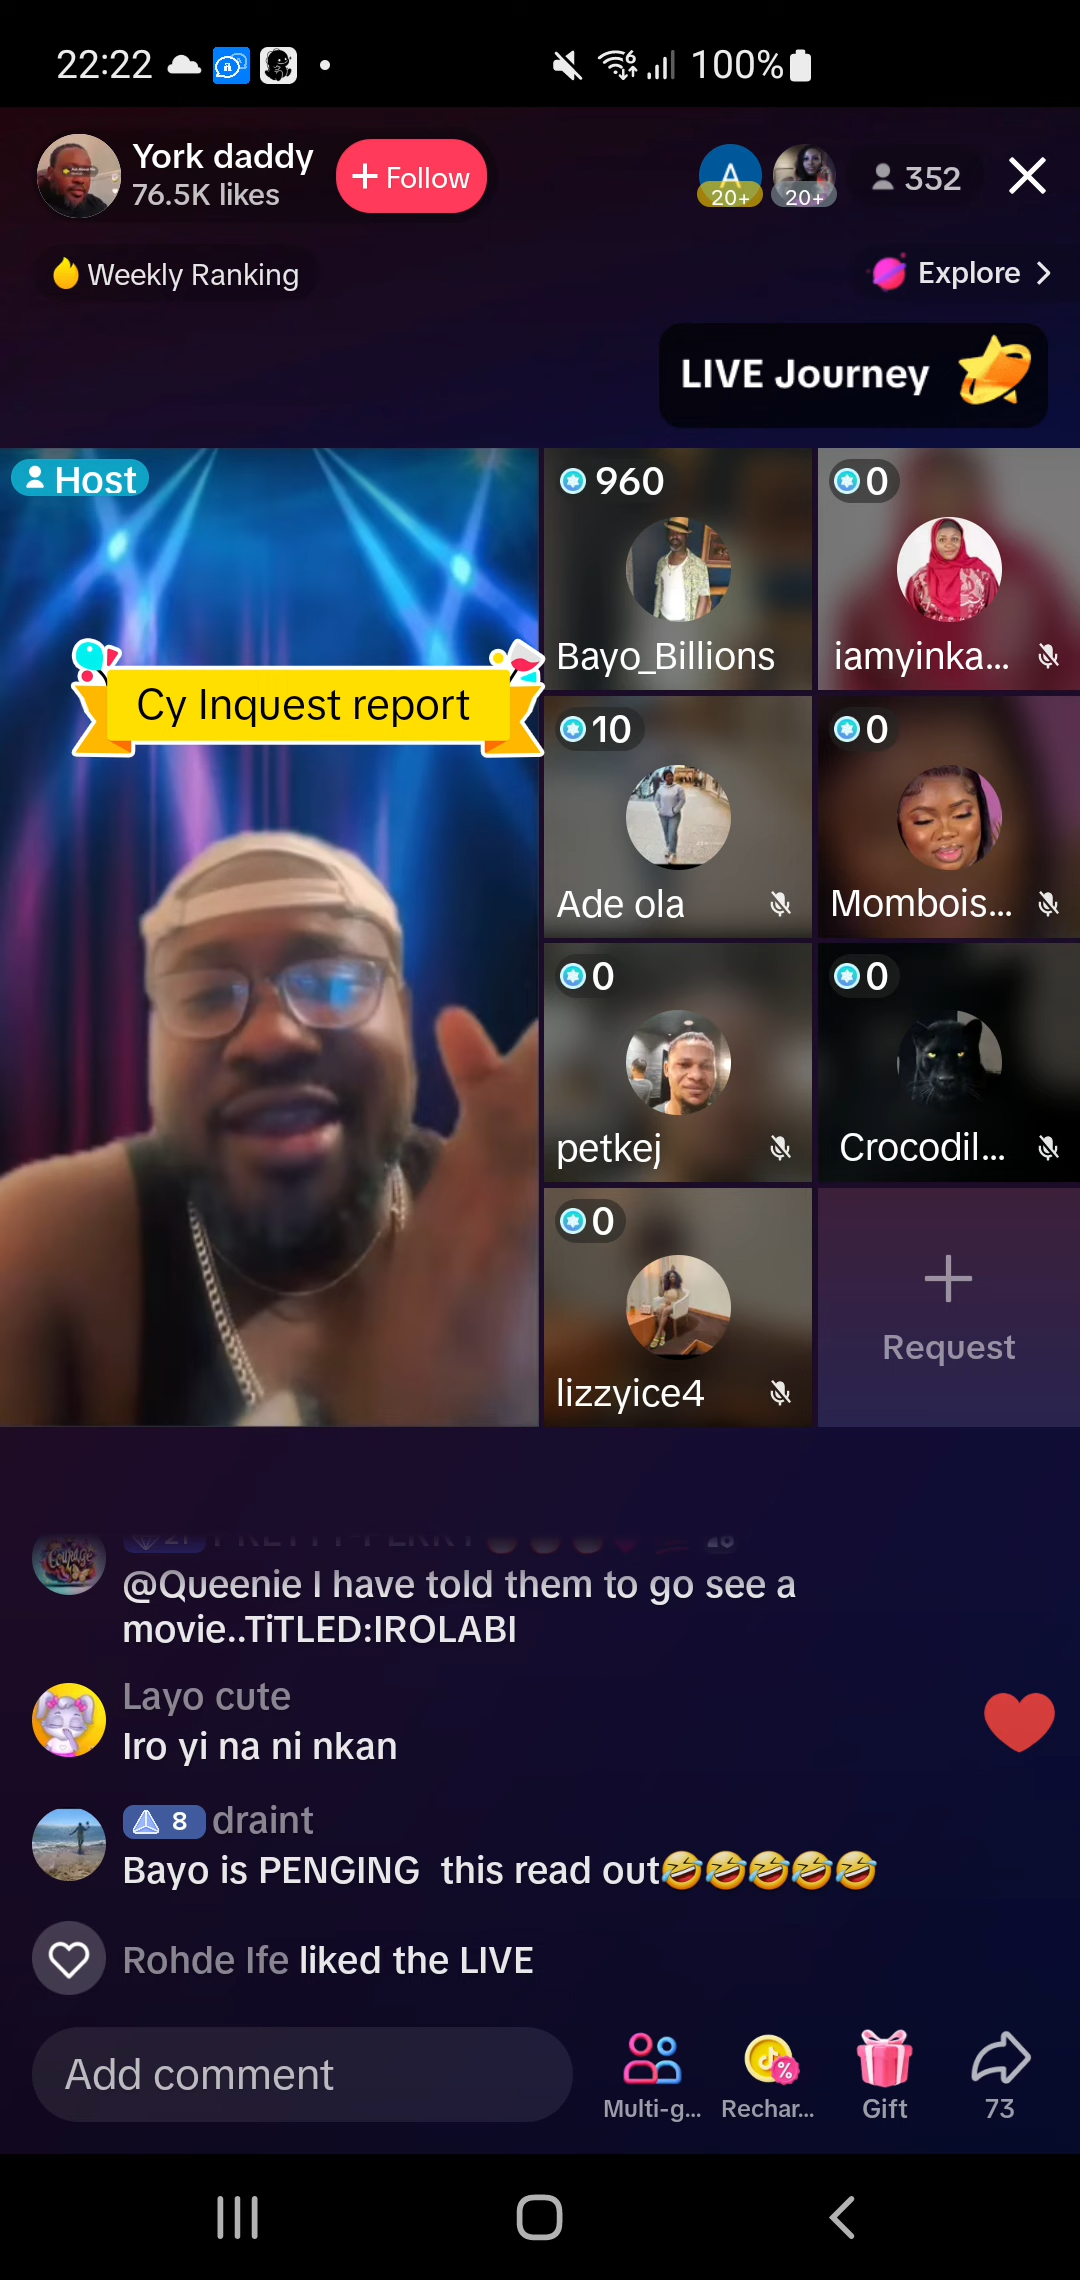 22:22
100%
York daddy
76.5K likes
+ Follow
A
20+
20+
352
Weekly Ranking
Explore
LIVE Journey
Host
Cy Inquest report
960
Bayo_Billions
0
iamyinka...
10
Ade ola
0
Mombois...
0
petkej
0
Crocodil...
0
lizzyice4
Request
@Queenie I have told them to go see a
movie..TiTLED:IROLABI
Layo cute
Iro yi na ni nkan
8 draint
Bayo is PENGING this read out🤣🤣🤣🤣🤣
Rohde Ife liked the LIVE
Add comment
Multi-g...
Rechar...
Gift
73